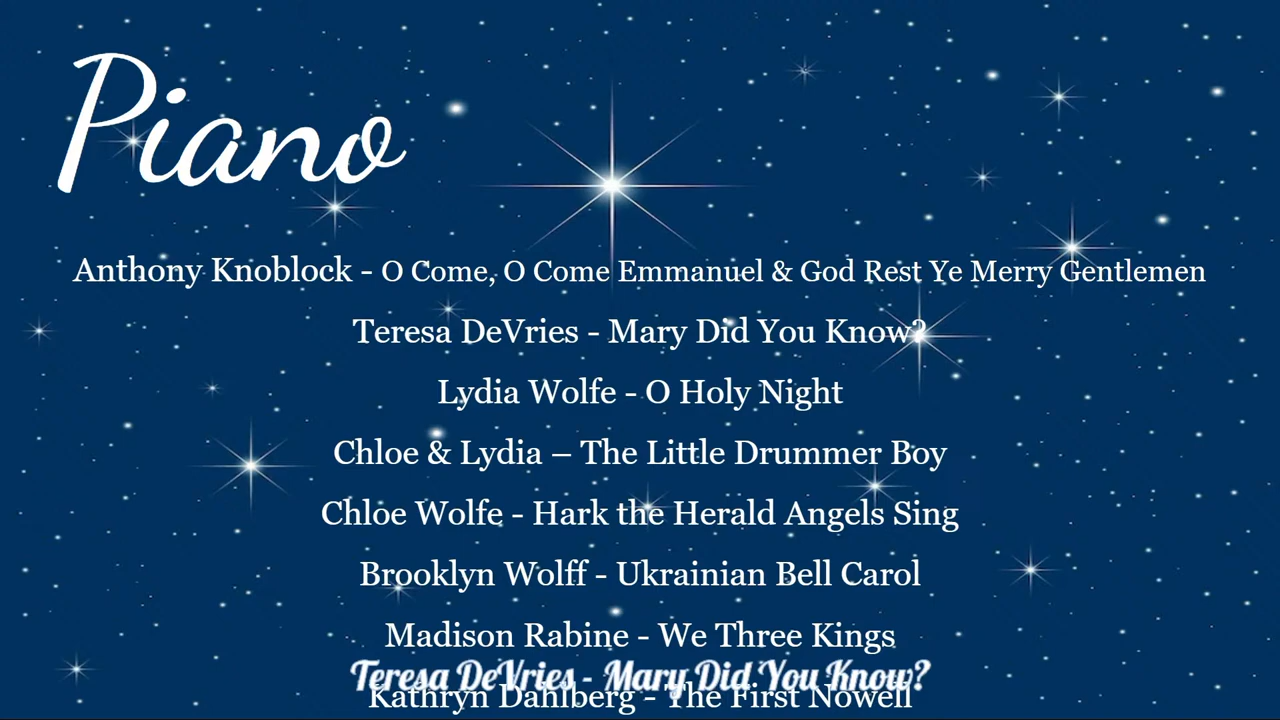 Piano
Anthony Knoblock - O Come, O Come Emmanuel & God Rest Ye Merry Gentlemen
Teresa DeVries - Mary Did You Know?
Lydia Wolfe - O Holy Night
Chloe & Lydia – The Little Drummer Boy
Chloe Wolfe - Hark the Herald Angels Sing
Brooklyn Wolff - Ukrainian Bell Carol
Madison Rabine - We Three Kings
Teresa DeVries - Mary Did You Know?
Kathryn Dahlberg - The First Nowell